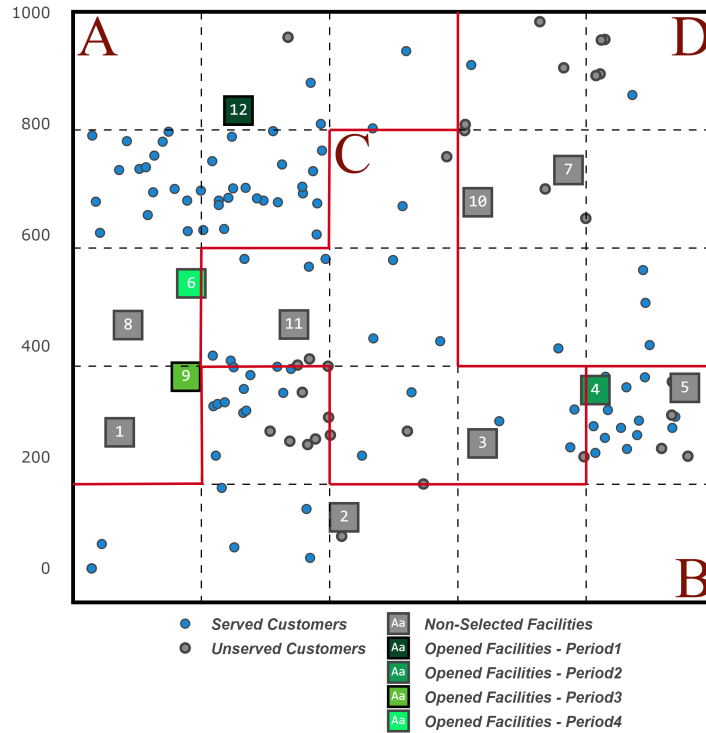 1000
A
D
12
800
C
7
10
600
6
8
11
400
9
4
5
1
3
200
2
0
B
Served Customers
Unserved Customers
Aa Non-Selected Facilities
Aa Opened Facilities - Period1
Aa Opened Facilities - Period2
Aa Opened Facilities - Period3
Aa Opened Facilities - Period4